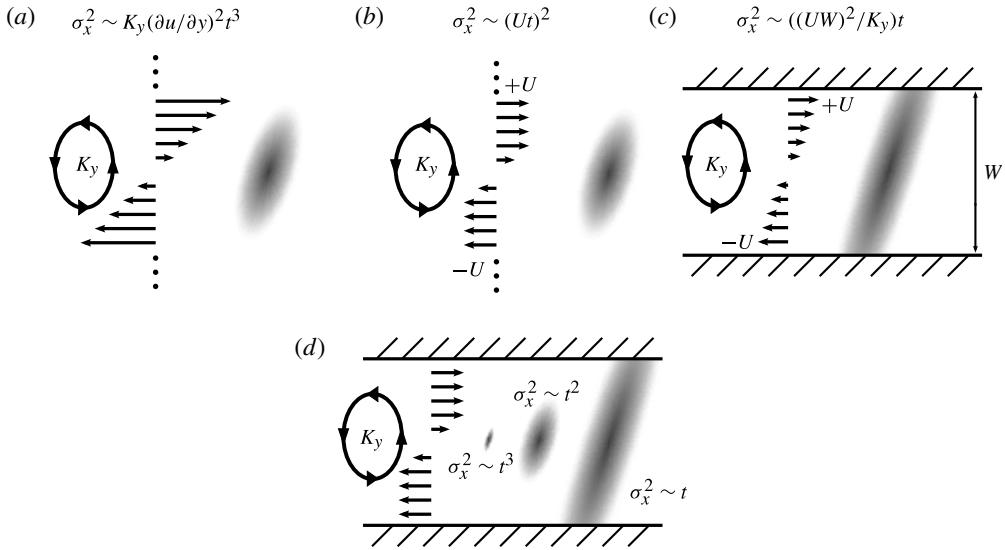 (a) σ_x^2 ∼ K_y(∂u/∂y)^2t^3
(b) σ_x^2 ∼ (Ut)^2
(c) σ_x^2 ∼ ((UW)^2/K_y)t
K_y
+U
K_y
−U
+U
K_y
−U
W
(d)
K_y
σ_x^2 ∼ t^2
σ_x^2 ∼ t^3
σ_x^2 ∼ t